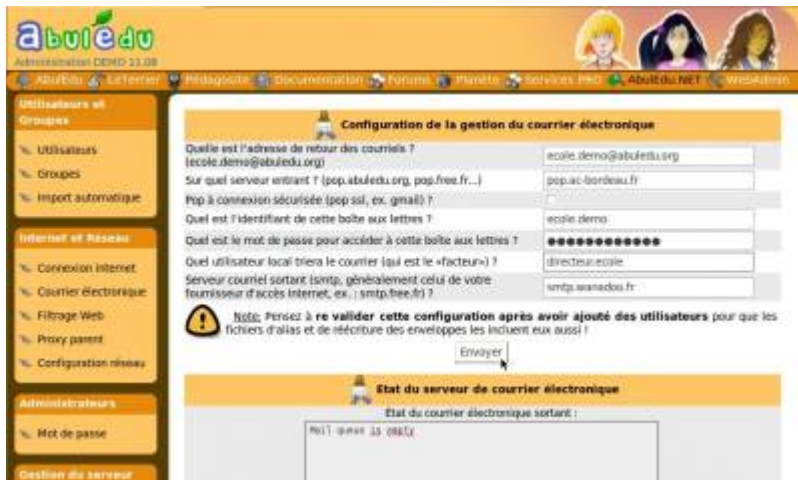 abulédu
Administration DEMO 11.08
AbulEdu LeTerrier Pédagosite Documentation Forums Planète Services PRO AbulEdu.NET WebAdmin
Utilisateurs et
Groupes
Utilisateurs
Groupes
Import automatique
Internet et Réseau
Connexion internet
Courrier électronique
Filtrage Web
Proxy parent
Configuration réseau
Administrateurs
Mot de passe
Gestion du serveur
Configuration de la gestion du courrier électronique
Quelle est l'adresse de retour des courriels ?
(ecole.demo@abuledu.org)
ecole.demo@abuledu.org
Sur quel serveur entrant ? (pop.abuledu.org, pop.free.fr...)
pop.ac-bordeau.fr
Pop à connexion sécurisée (pop ssl, ex. gmail) ?
Quel est l'identifiant de cette boîte aux lettres ?
ecole.demo
Quel est le mot de passe pour accéder à cette boîte aux lettres ?
●●●●●●●●●●●●
Quel utilisateur local triera le courrier (qui est le «facteur») ?
directeur.ecole
Serveur courriel sortant (smtp, généralement celui de votre
fournisseur d'accès internet, ex. : smtp.free.fr) ?
smtp.wanadoo.fr
Note: Pensez à re valider cette configuration après avoir ajouté des utilisateurs pour que les
fichiers d'alias et de réécriture des enveloppes les incluent eux aussi !
Envoyer
Etat du serveur de courrier électronique
Etat du courrier électronique sortant :
Mail queue is empty